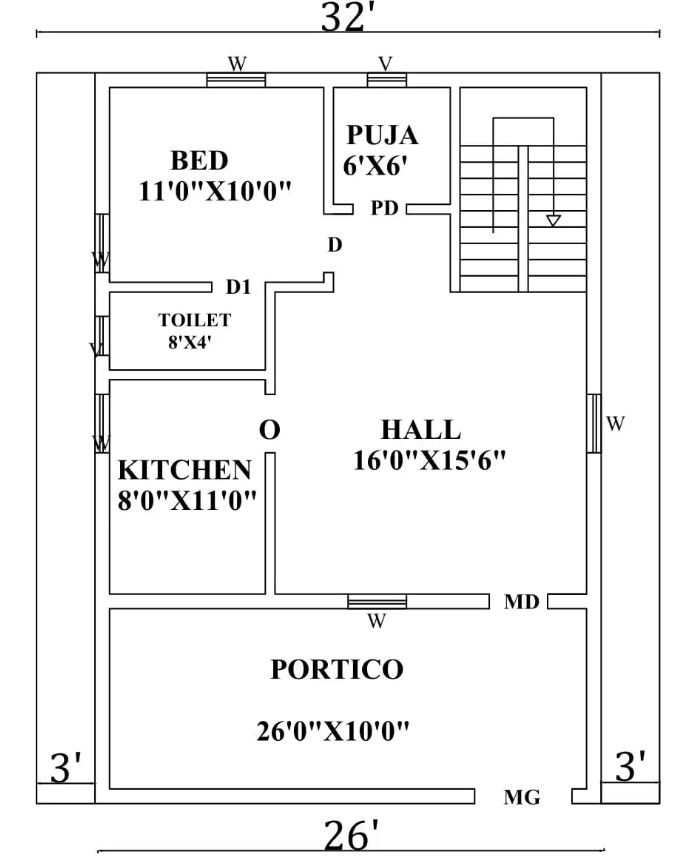 32'
W
V
BED
11'0"X10'0"
PUJA
6'X6'
PD
D
W
D1
TOILET
8'X4'
V
O
W
KITCHEN
8'0"X11'0"
HALL
16'0"X15'6"
W
MD
W
PORTICO
26'0"X10'0"
3'
3'
MG
26'